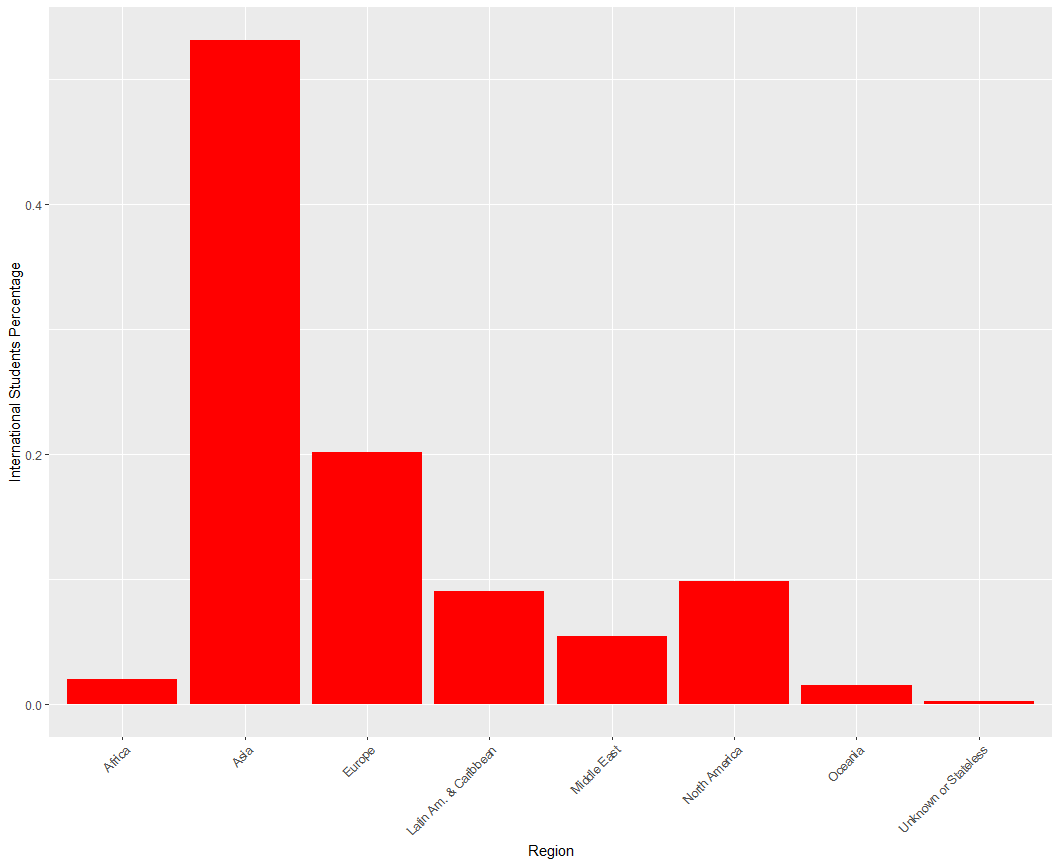 International Students Percentage
0.4
0.2
0.0
Africa
Asia
Europe
Latin Am. & Caribbean
Middle East
North America
Oceania
Unknown or Stateless
Region